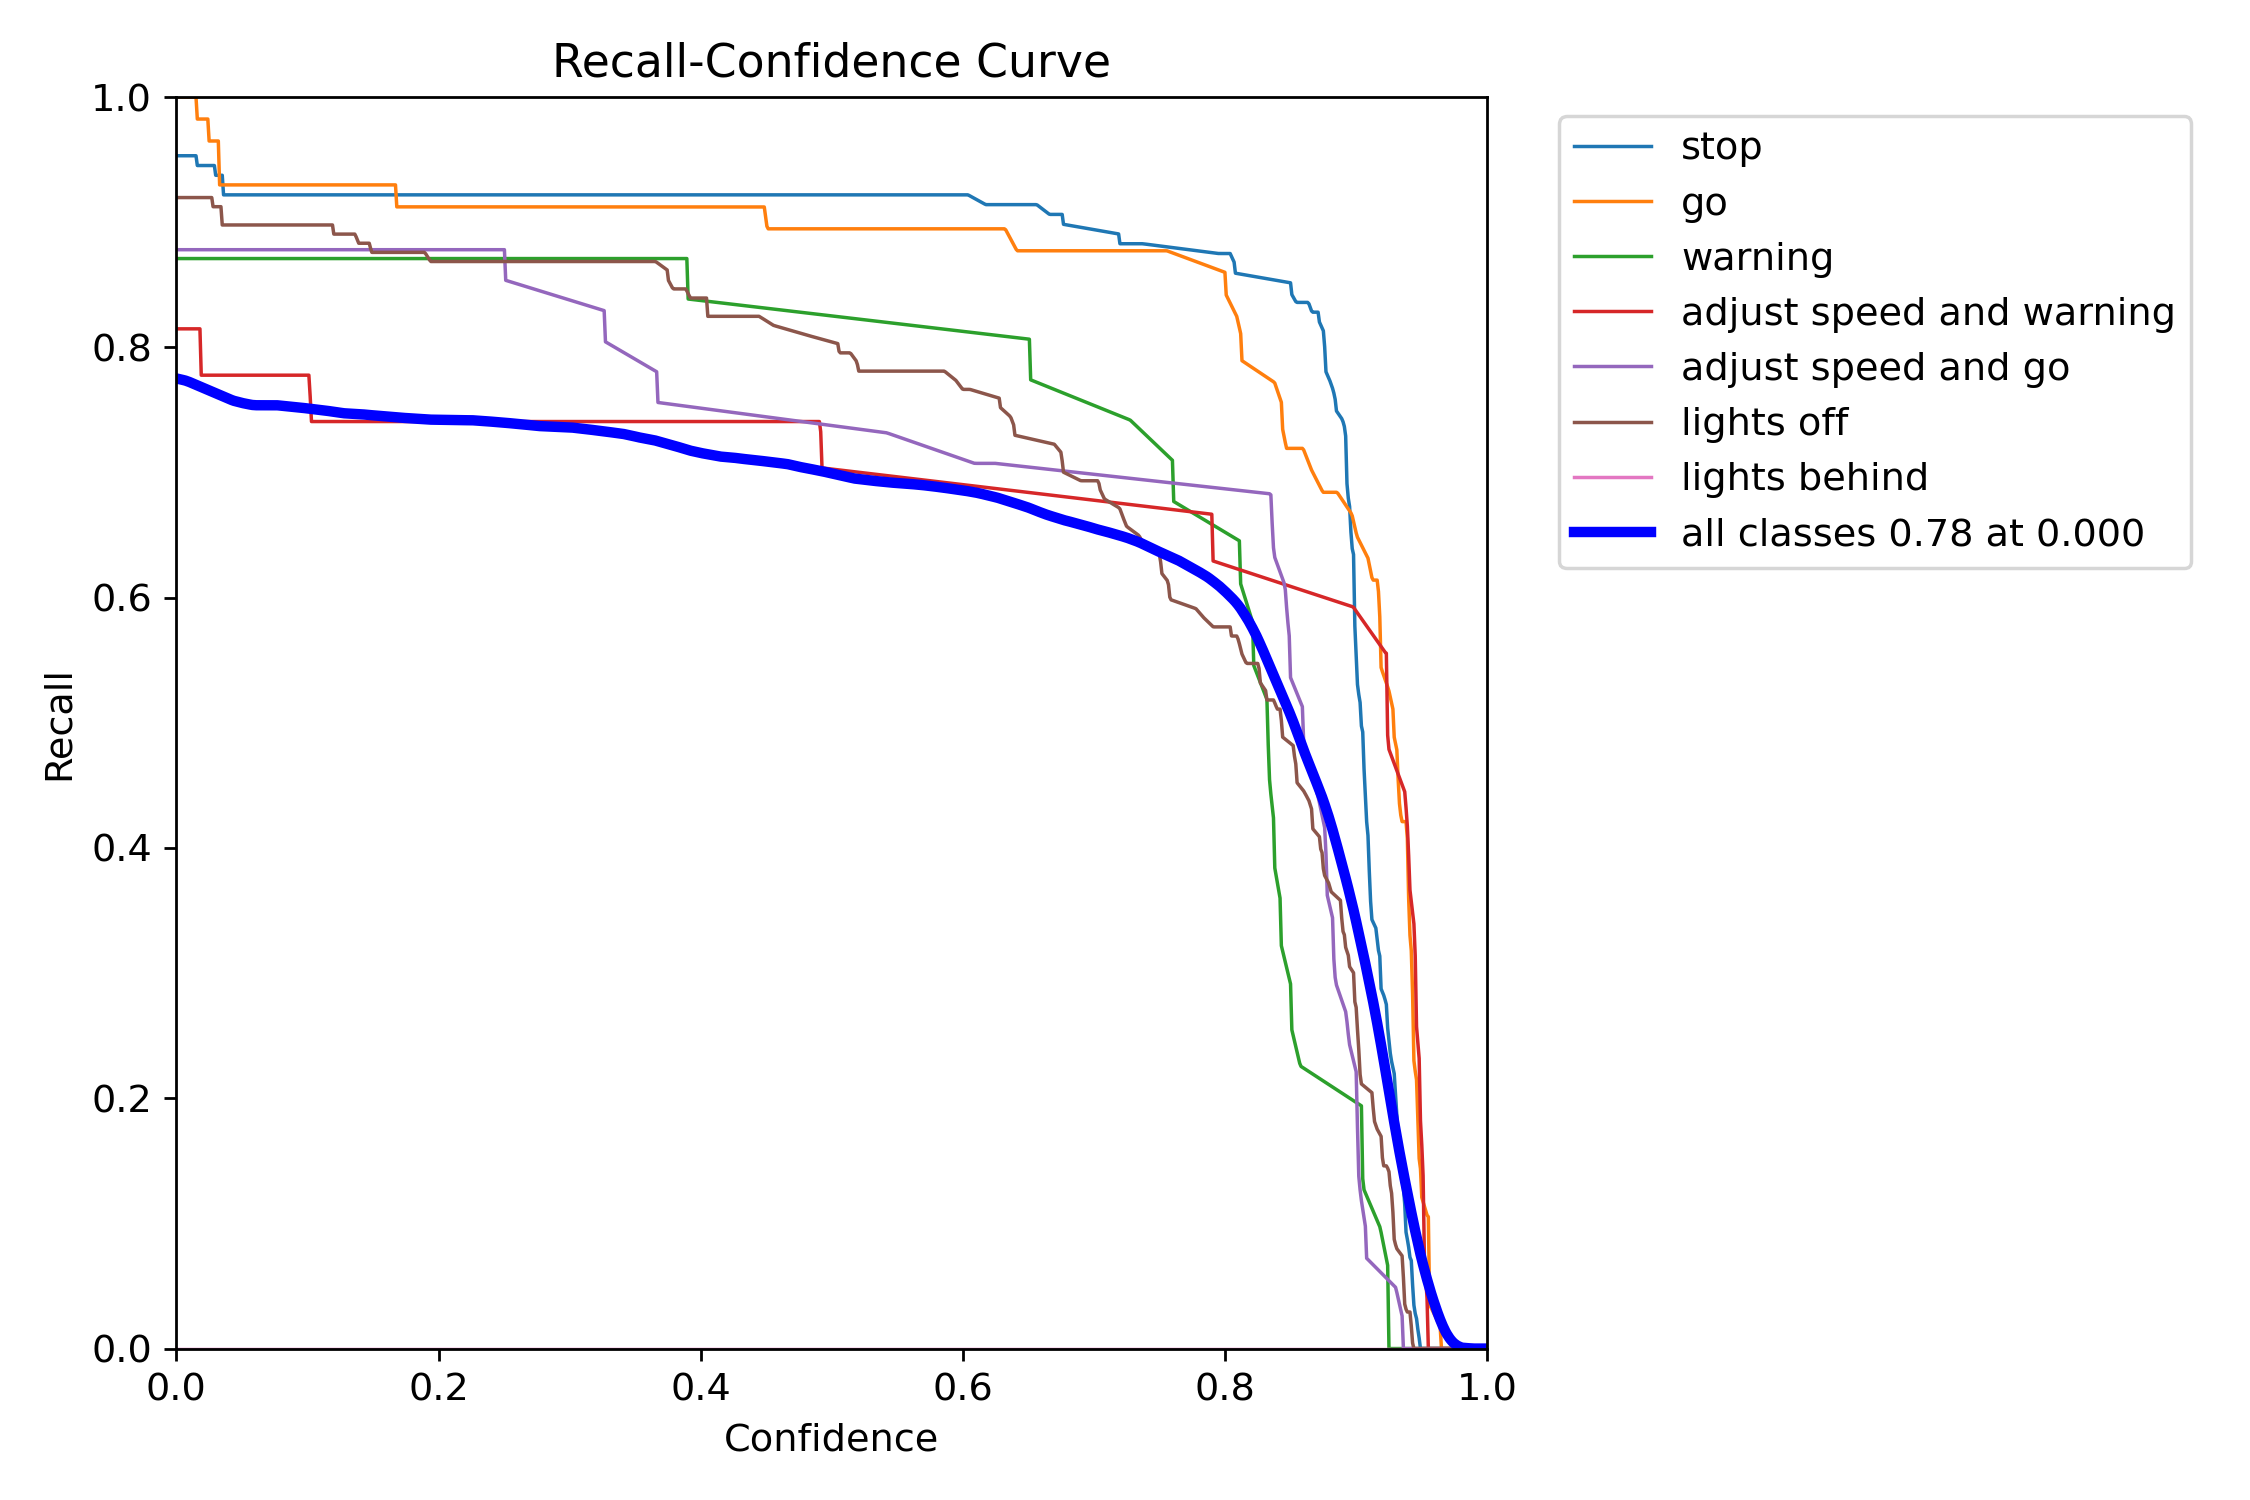 Recall-Confidence Curve
1.0
0.8
0.6
0.4
0.2
0.0
Recall
0.0 0.2 0.4 0.6 0.8 1.0
Confidence
stop
go
warning
adjust speed and warning
adjust speed and go
lights off
lights behind
all classes 0.78 at 0.000